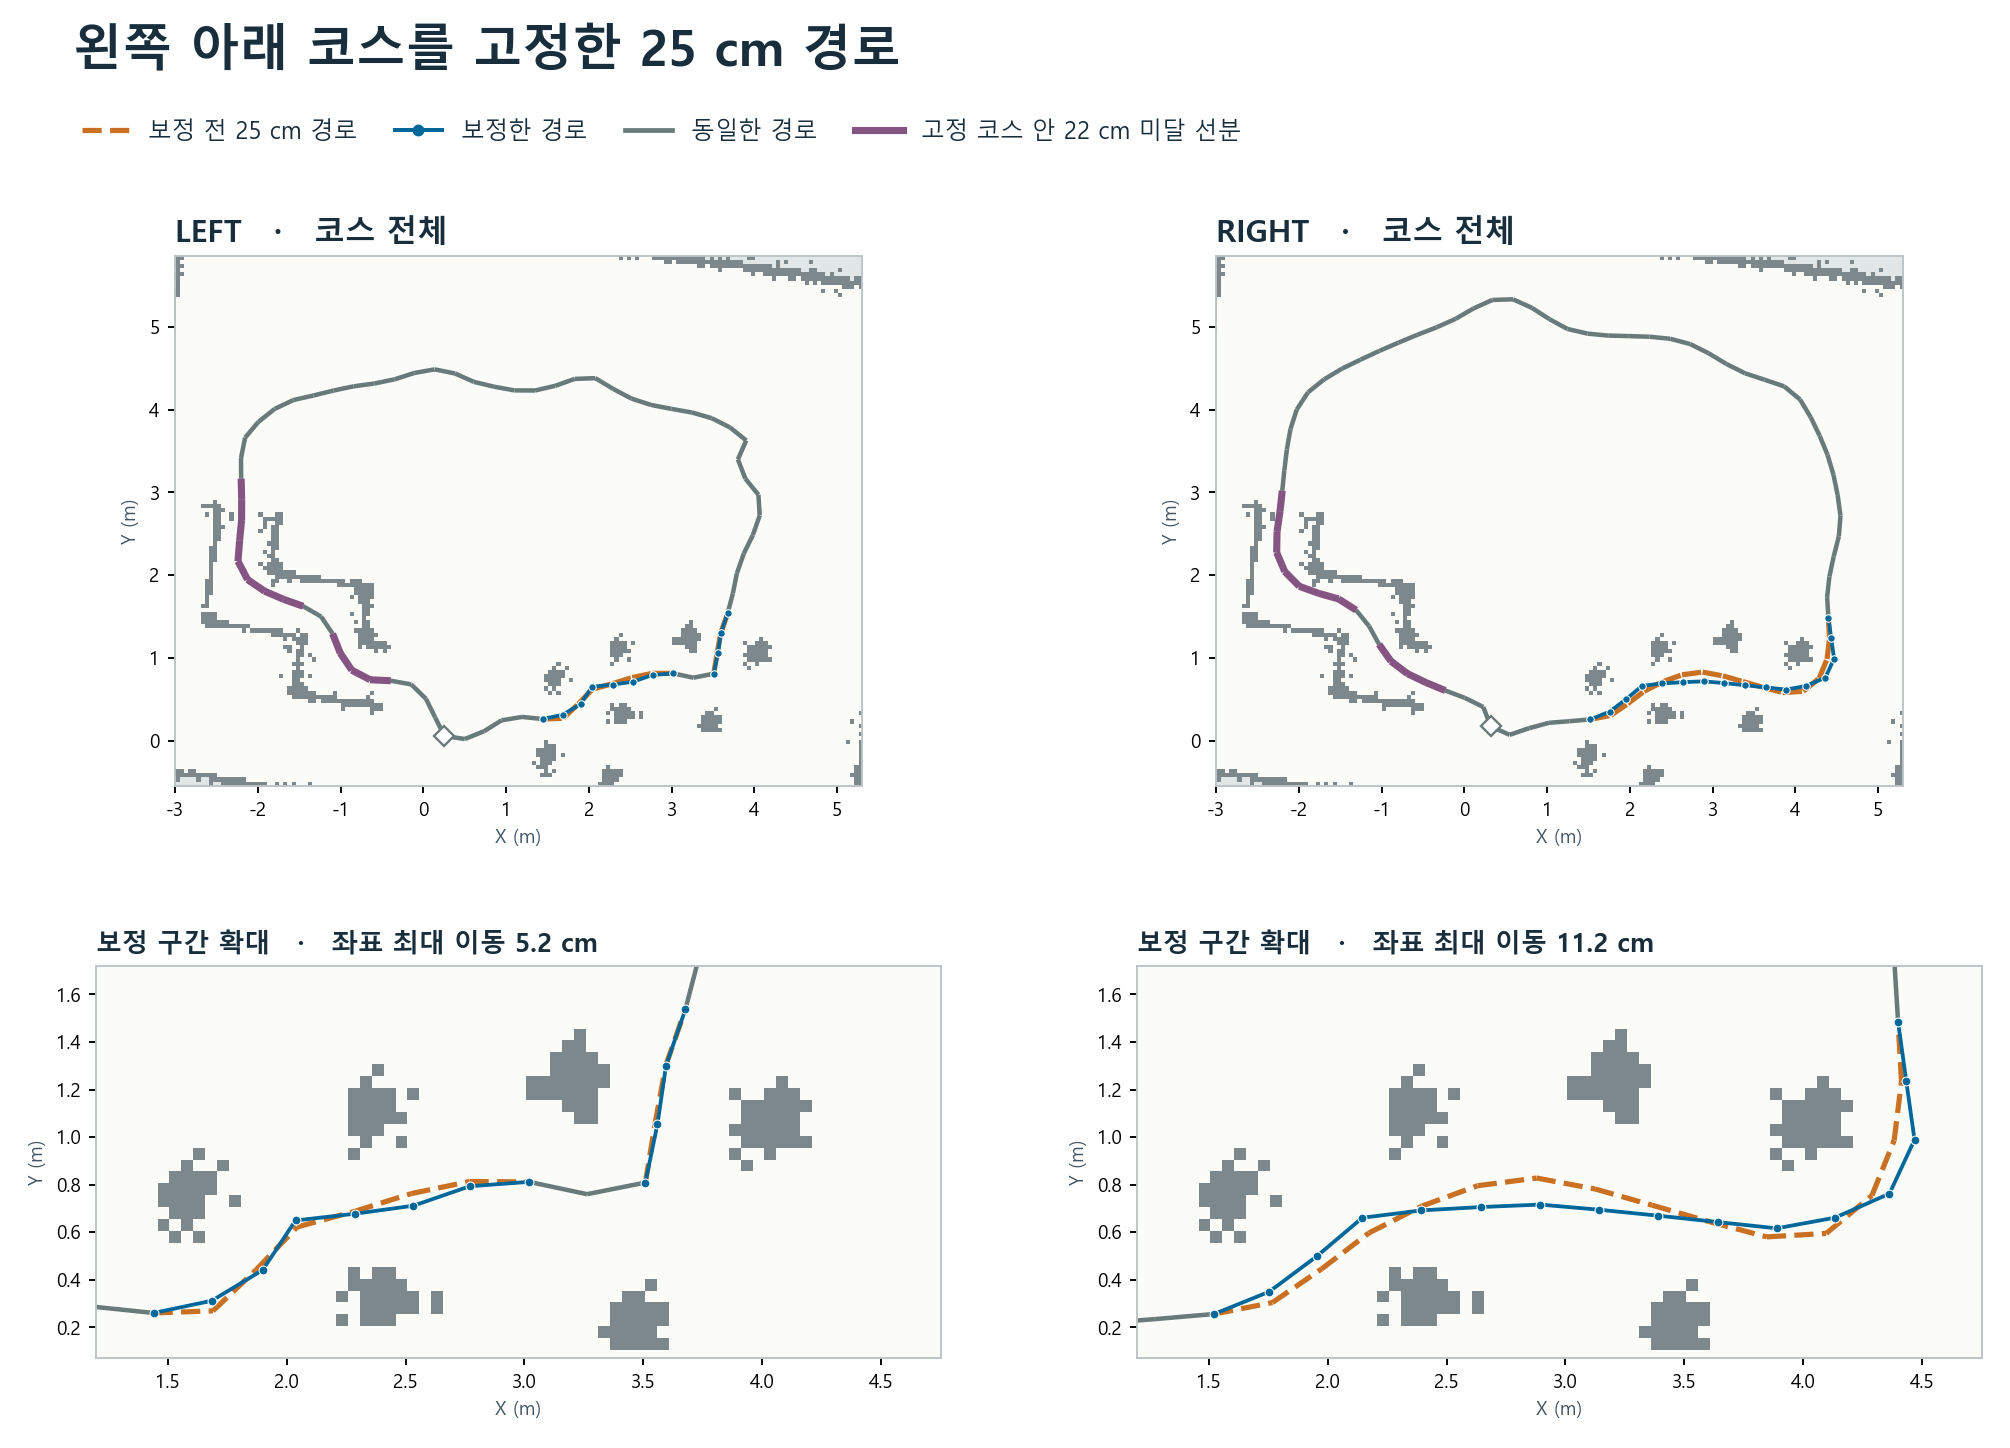 왼쪽 아래 코스를 고정한 25 cm 경로
보정 전 25 cm 경로 보정한 경로 동일한 경로 고정 코스 안 22 cm 미달 선분
LEFT · 코스 전체
5
4
3
2
1
0
Y (m)
-3 -2 -1 0 1 2 3 4 5
X (m)
RIGHT · 코스 전체
5
4
3
2
1
0
Y (m)
-3 -2 -1 0 1 2 3 4 5
X (m)
보정 구간 확대 · 좌표 최대 이동 5.2 cm
1.6
1.4
1.2
1.0
0.8
0.6
0.4
0.2
Y (m)
1.5 2.0 2.5 3.0 3.5 4.0 4.5
X (m)
보정 구간 확대 · 좌표 최대 이동 11.2 cm
1.6
1.4
1.2
1.0
0.8
0.6
0.4
0.2
Y (m)
1.5 2.0 2.5 3.0 3.5 4.0 4.5
X (m)